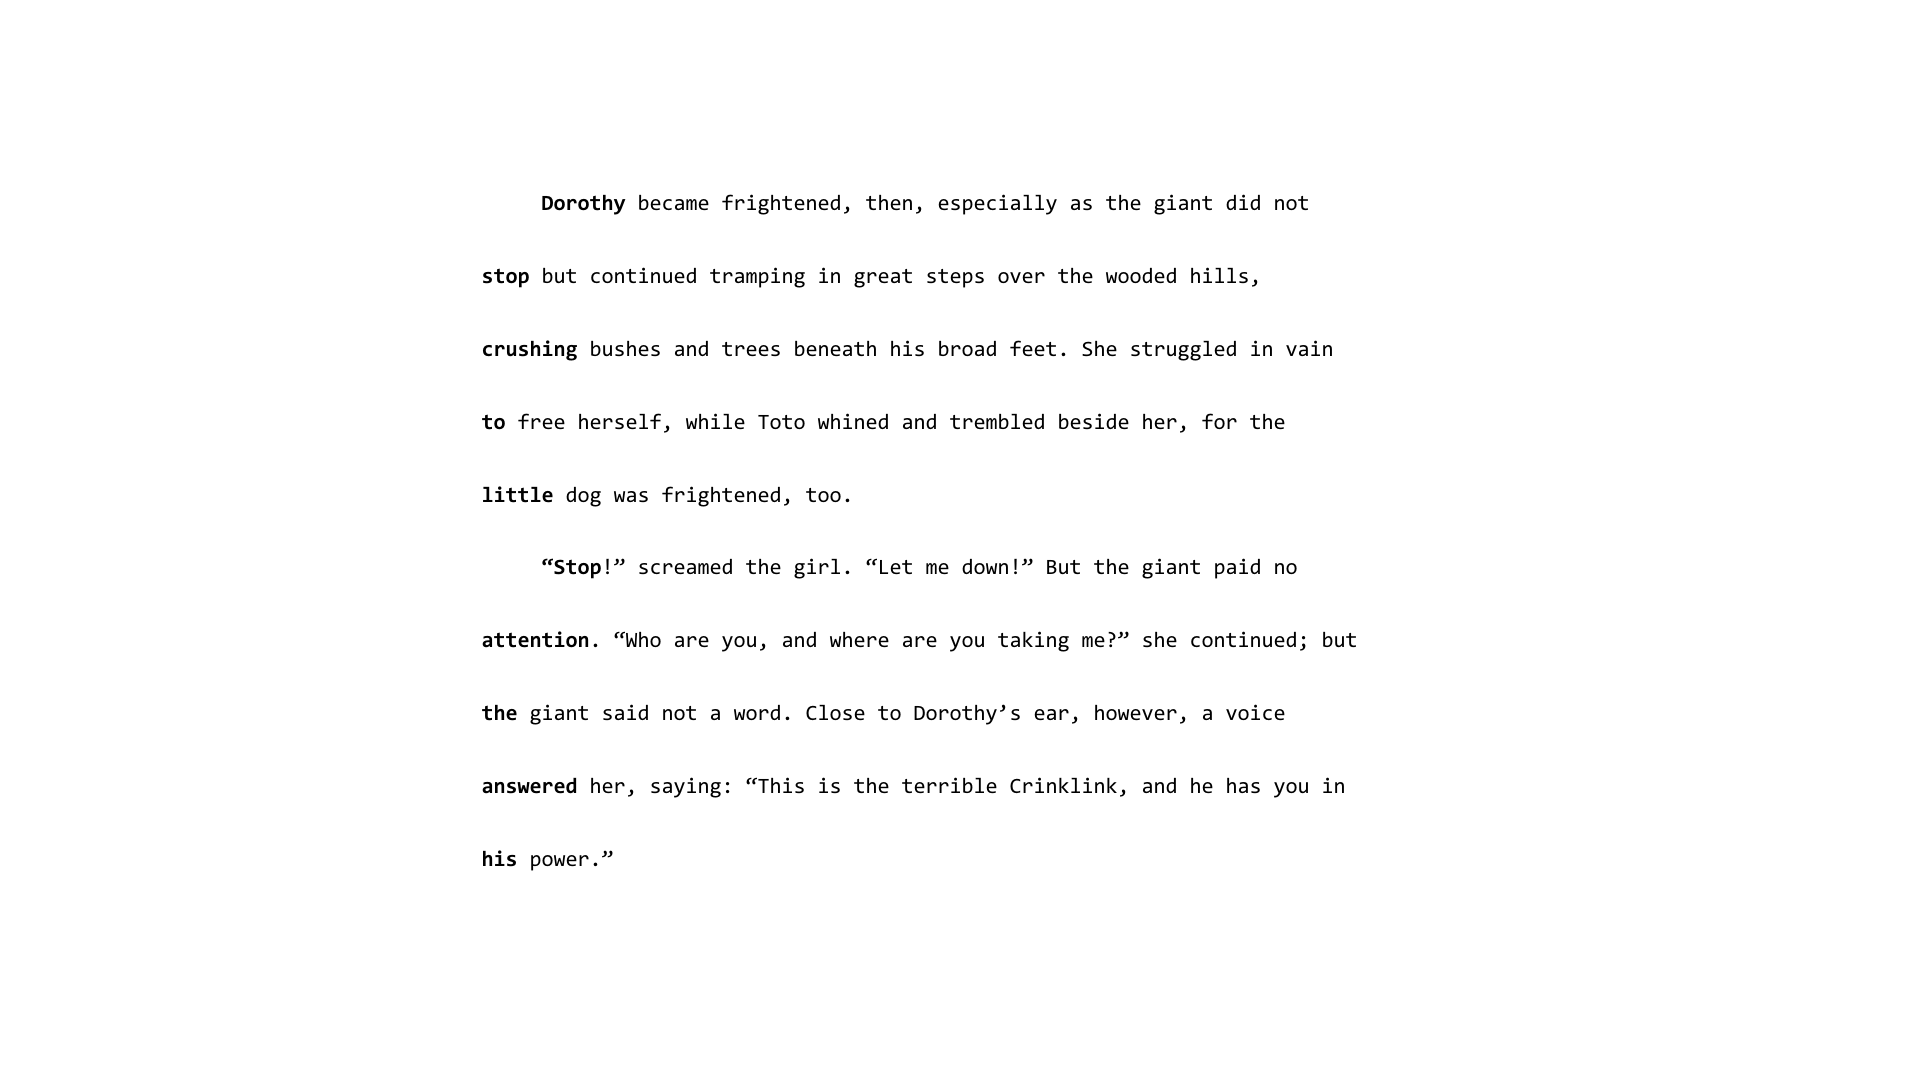 Dorothy became frightened, then, especially as the giant did not
stop but continued tramping in great steps over the wooded hills,
crushing bushes and trees beneath his broad feet. She struggled in vain
to free herself, while Toto whined and trembled beside her, for the
little dog was frightened, too.
“Stop!” screamed the girl. “Let me down!” But the giant paid no
attention. “Who are you, and where are you taking me?” she continued; but
the giant said not a word. Close to Dorothy’s ear, however, a voice
answered her, saying: “This is the terrible Crinklink, and he has you in
his power.”